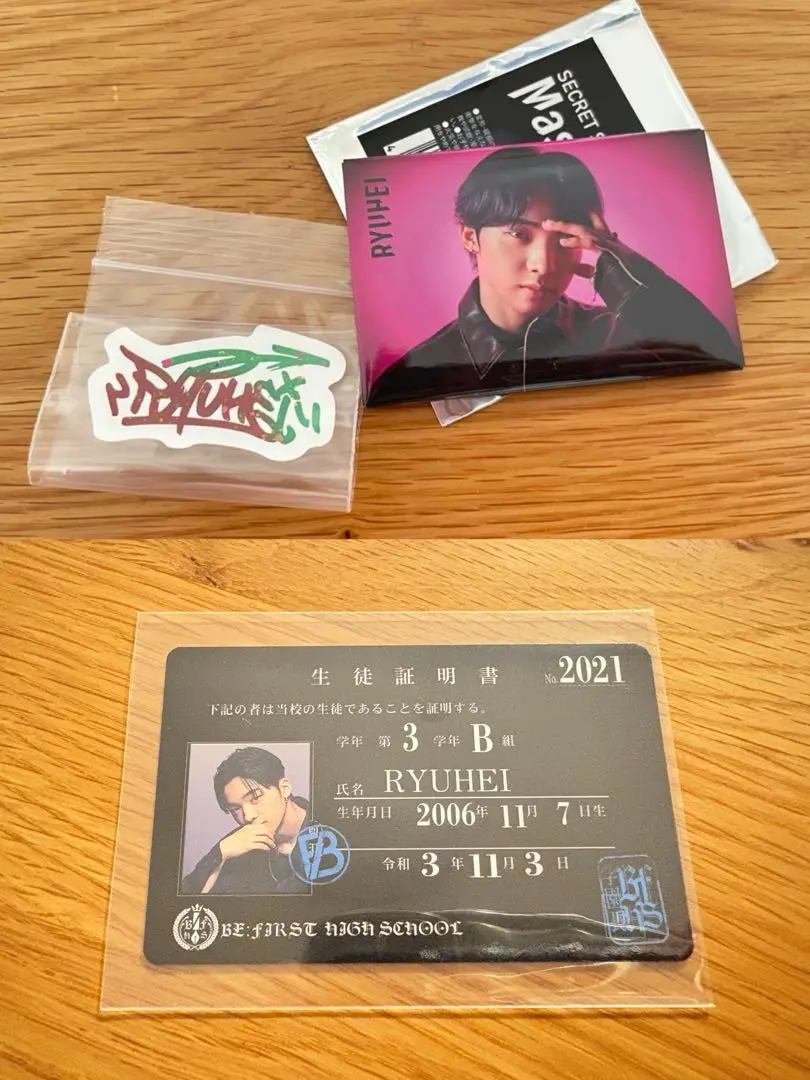 SECRET
Mas
RYUHEI
RYUHEI
生徒証明書
No.2021
下記の者は当校の生徒であることを証明する。
学年 第 3 学年 B 組
氏名 RYUHEI
生年月日 2006年 11月 7日生
令和 3 年 11月 3 日
BE:FIRST HIGH SCHOOL